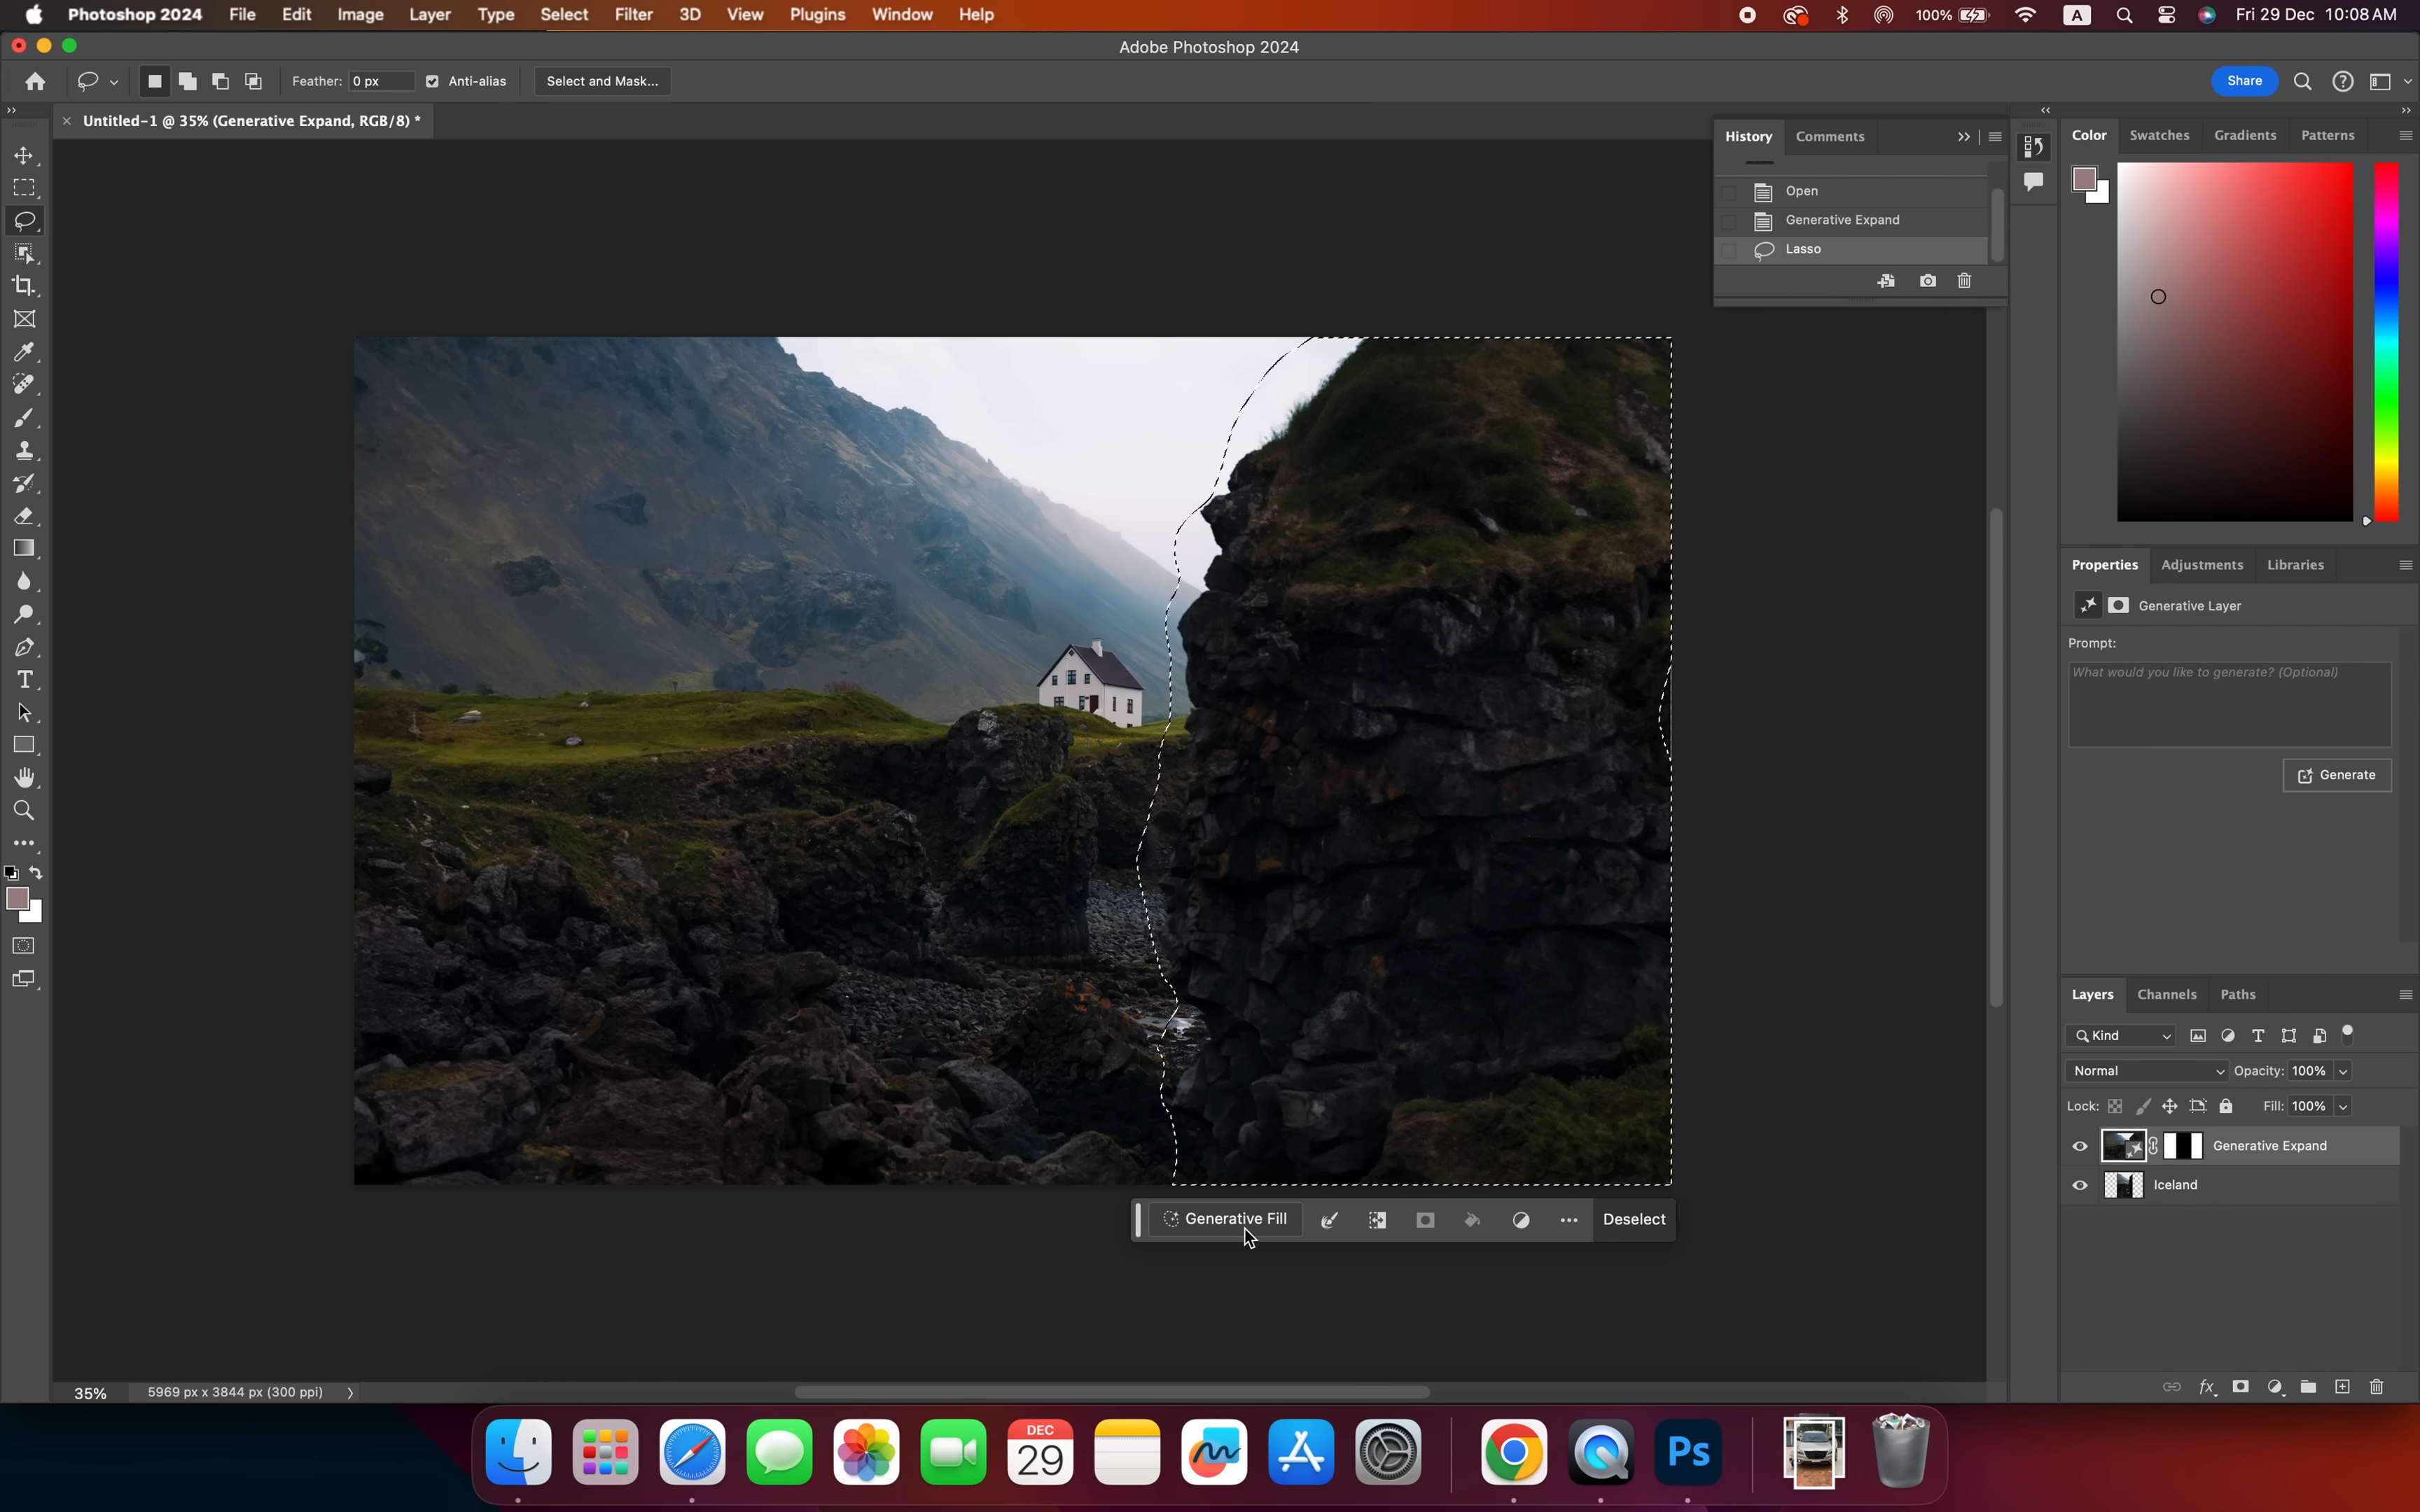 Photoshop 2024 File Edit Image Layer Type Select Filter 3D View Plugins Window Help 100% A Fri 29 Dec 10:08 AM
Adobe Photoshop 2024
Feather: 0 px Anti-alias Select and Mask... Share
Untitled-1 @ 35% (Generative Expand, RGB/8) *
History Comments
Open
Generative Expand
Lasso
Color Swatches Gradients Patterns
Properties Adjustments Libraries
Generative Layer
Prompt:
What would you like to generate? (Optional)
Generate
Layers Channels Paths
Kind
Normal Opacity: 100%
Lock: Fill: 100%
Generative Expand
Iceland
Generative Fill Deselect
35% 5969 px x 3844 px (300 ppi)
DEC
29
Ps